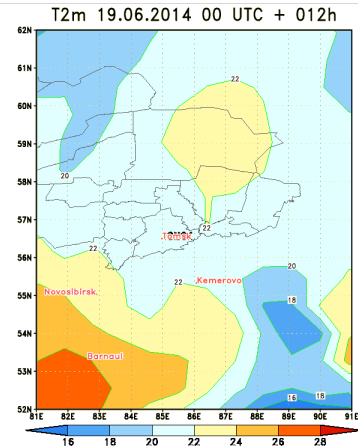 T2m 19.06.2014 00 UTC + 012h
62N
61N
60N
59N
58N
57N
56N
55N
54N
53N
52N
22
20
22
Tomsk
22
22
Kemerovo
20
Novosibirsk
18
Barnaul
18
16
81E 82E 83E 84E 85E 86E 87E 88E 89E 90E 91E
16 18 20 22 24 26 28